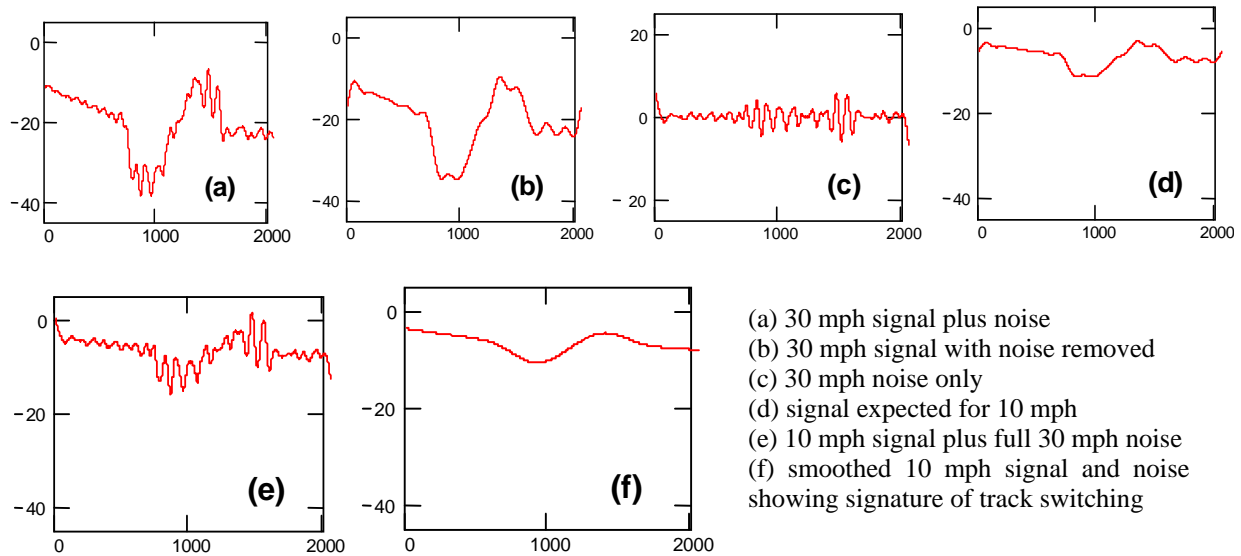 0
−20
−40
0
1000
2000
(a)
0
−20
−40
0
1000
2000
(b)
20
0
−20
0
1000
2000
(c)
0
−20
−40
0
1000
2000
(d)
0
−20
−40
0
1000
2000
(e)
0
−20
−40
0
1000
2000
(f)
(a) 30 mph signal plus noise
(b) 30 mph signal with noise removed
(c) 30 mph noise only
(d) signal expected for 10 mph
(e) 10 mph signal plus full 30 mph noise
(f) smoothed 10 mph signal and noise
showing signature of track switching